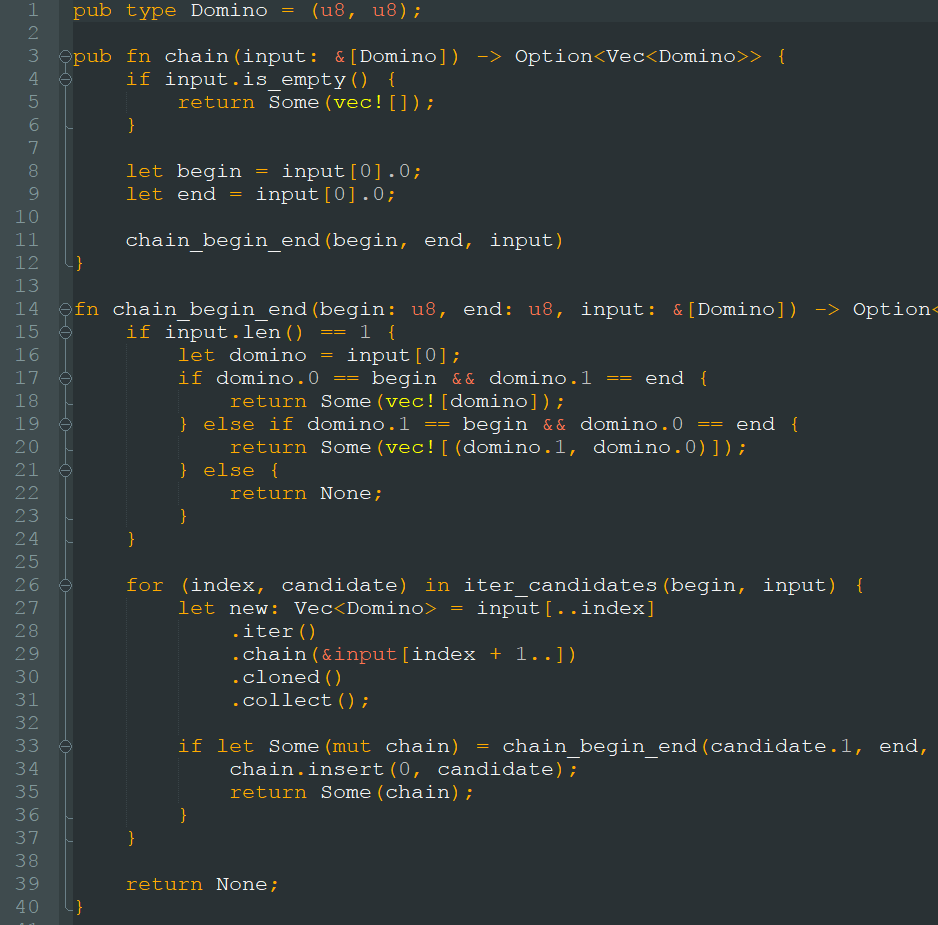 1 pub type Domino = (u8, u8);
2
3 pub fn chain(input: &[Domino]) -> Option<Vec<Domino>> {
4     if input.is_empty() {
5         return Some(vec![]);
6     }
7
8     let begin = input[0].0;
9     let end = input[0].0;
10
11     chain_begin_end(begin, end, input)
12 }
13
14 fn chain_begin_end(begin: u8, end: u8, input: &[Domino]) -> Option<
15     if input.len() == 1 {
16         let domino = input[0];
17         if domino.0 == begin && domino.1 == end {
18             return Some(vec![domino]);
19         } else if domino.1 == begin && domino.0 == end {
20             return Some(vec![(domino.1, domino.0)]);
21         } else {
22             return None;
23         }
24     }
25
26     for (index, candidate) in iter_candidates(begin, input) {
27         let new: Vec<Domino> = input[..index]
28             .iter()
29             .chain(&input[index + 1..])
30             .cloned()
31             .collect();
32
33         if let Some(mut chain) = chain_begin_end(candidate.1, end,
34             chain.insert(0, candidate);
35             return Some(chain);
36         }
37     }
38
39     return None;
40 }